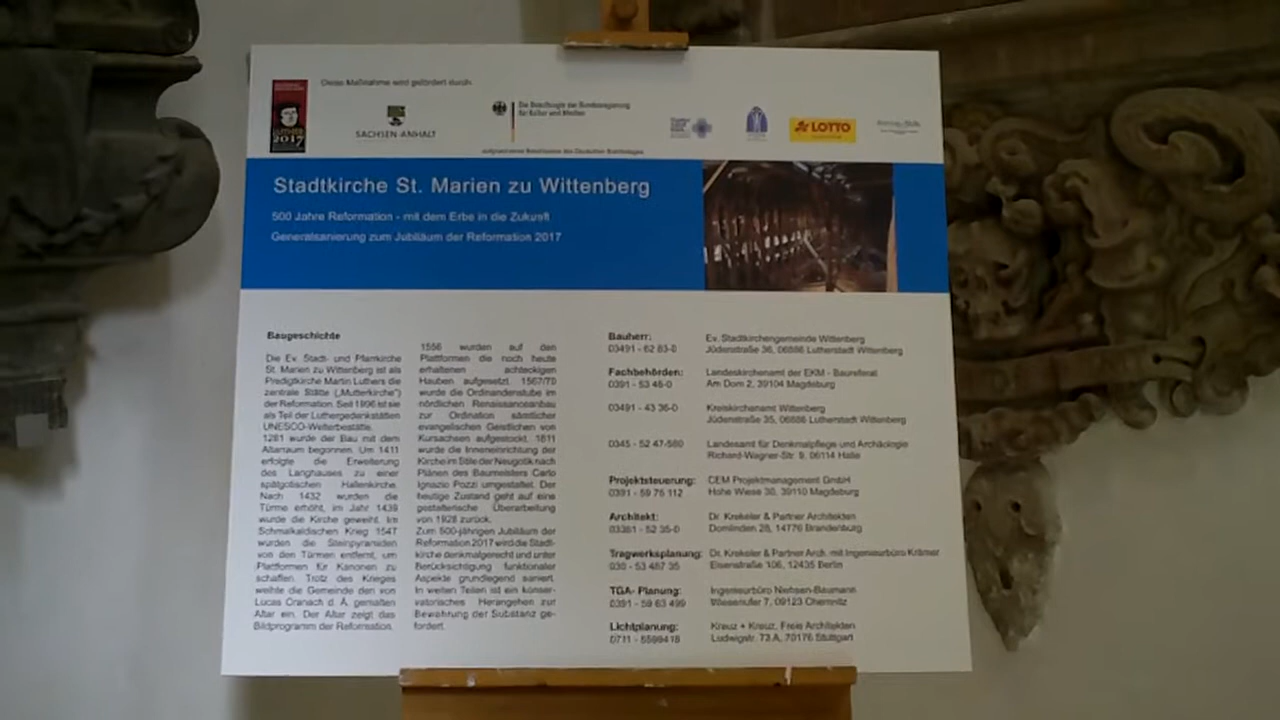 Diese Maßnahme wird gefördert durch:
LUTHER
2017
SACHSEN-ANHALT
Die Beauftragte der Bundesregierung
für Kultur und Medien
aufgrund eines Beschlusses des Deutschen Bundestages
LOTTO
Stadtkirche St. Marien zu Wittenberg
500 Jahre Reformation - mit dem Erbe in die Zukunft
Generalsanierung zum Jubiläum der Reformation 2017
Baugeschichte
Die Ev. Stadt- und Pfarrkirche
St. Marien zu Wittenberg ist als
Predigtkirche Martin Luthers die
zentrale Stätte („Mutterkirche")
der Reformation. Seit 1996 ist sie
als Teil der Luthergedenkstätten
UNESCO-Welterbestätte.
1281 wurde der Bau mit dem
Altarraum begonnen. Um 1411
erfolgte die Erweiterung
des Langhauses zu einer
spätgotischen Hallenkirche.
Nach 1432 wurden die
Türme erhöht, im Jahr 1439
wurde die Kirche geweiht. Im
Schmalkaldischen Krieg 1547
wurden die Steinpyramiden
von den Türmen entfernt, um
Plattformen für Kanonen zu
schaffen. Trotz des Krieges
weihte die Gemeinde den von
Lucas Cranach d. Ä. gemalten
Altar ein. Der Altar zeigt das
Bildprogramm der Reformation.
1556 wurden auf den
Plattformen die noch heute
erhaltenen achteckigen
Hauben aufgesetzt. 1567/70
wurde die Ordinandenstube im
nördlichen Renaissanceanbau
zur Ordination sämtlicher
evangelischen Geistlichen von
Kursachsen aufgestockt. 1811
wurde die Inneneinrichtung der
Kirche im Stile der Neugotik nach
Plänen des Baumeisters Carlo
Ignazio Pozzi umgestaltet. Der
heutige Zustand geht auf eine
gestalterische Überarbeitung
von 1928 zurück.
Zum 500-jährigen Jubiläum der
Reformation 2017 wird die Stadt-
kirche denkmalgerecht und unter
Berücksichtigung funktionaler
Aspekte grundlegend saniert.
In weiten Teilen ist ein konser-
vatorisches Herangehen zur
Bewahrung der Substanz ge-
fordert.
Bauherr: Ev. Stadtkirchengemeinde Wittenberg
03491 - 62 83-0 Jüdenstraße 36, 06886 Lutherstadt Wittenberg
Fachbehörden: Landeskirchenamt der EKM - Baureferat
0391 - 53 46-0 Am Dom 2, 39104 Magdeburg
03491 - 43 36-0 Kreiskirchenamt Wittenberg
Jüdenstraße 35, 06886 Lutherstadt Wittenberg
0345 - 52 47-580 Landesamt für Denkmalpflege und Archäologie
Richard-Wagner-Str. 9, 06114 Halle
Projektsteuerung: CEM Projektmanagement GmbH
0391 - 59 75 112 Hohe Wiese 30, 39110 Magdeburg
Architekt: Dr. Krekeler & Partner Architekten
03381 - 52 35-0 Domlinden 28, 14776 Brandenburg
Tragwerksplanung: Dr. Krekeler & Partner Arch. mit Ingenieurbüro Krämer
030 - 53 487 35 Eisenstraße 106, 12435 Berlin
TGA- Planung: Ingenieurbüro Niehsen-Baumann
0391 - 59 63 499 Wiesenufer 7, 09123 Chemnitz
Lichtplanung: Kreuz + Kreuz, Freie Architekten
0711 - 5599418 Ludwigstr. 73 A, 70176 Stuttgart